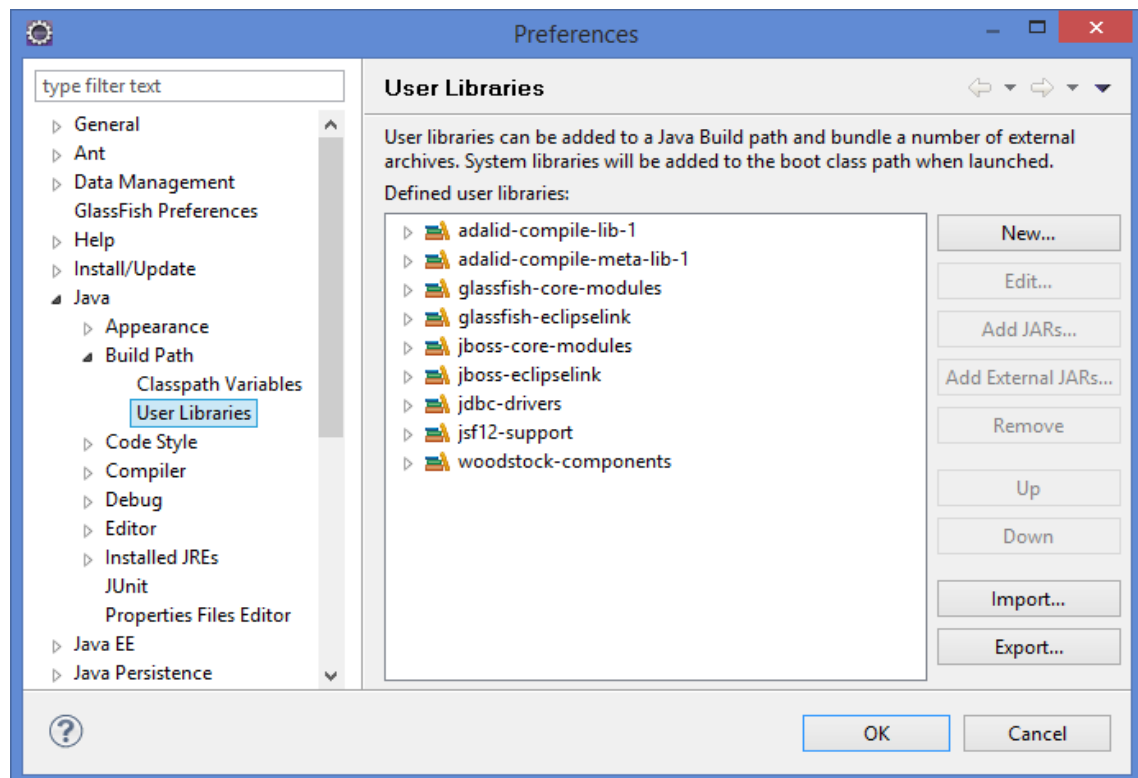 Preferences
type filter text
General
Ant
Data Management
GlassFish Preferences
Help
Install/Update
Java
Appearance
Build Path
Classpath Variables
User Libraries
Code Style
Compiler
Debug
Editor
Installed JREs
JUnit
Properties Files Editor
Java EE
Java Persistence
User Libraries
User libraries can be added to a Java Build path and bundle a number of external
archives. System libraries will be added to the boot class path when launched.
Defined user libraries:
adalid-compile-lib-1
adalid-compile-meta-lib-1
glassfish-core-modules
glassfish-eclipselink
jboss-core-modules
jboss-eclipselink
jdbc-drivers
jsf12-support
woodstock-components
New...
Edit...
Add JARs...
Add External JARs...
Remove
Up
Down
Import...
Export...
?
OK
Cancel